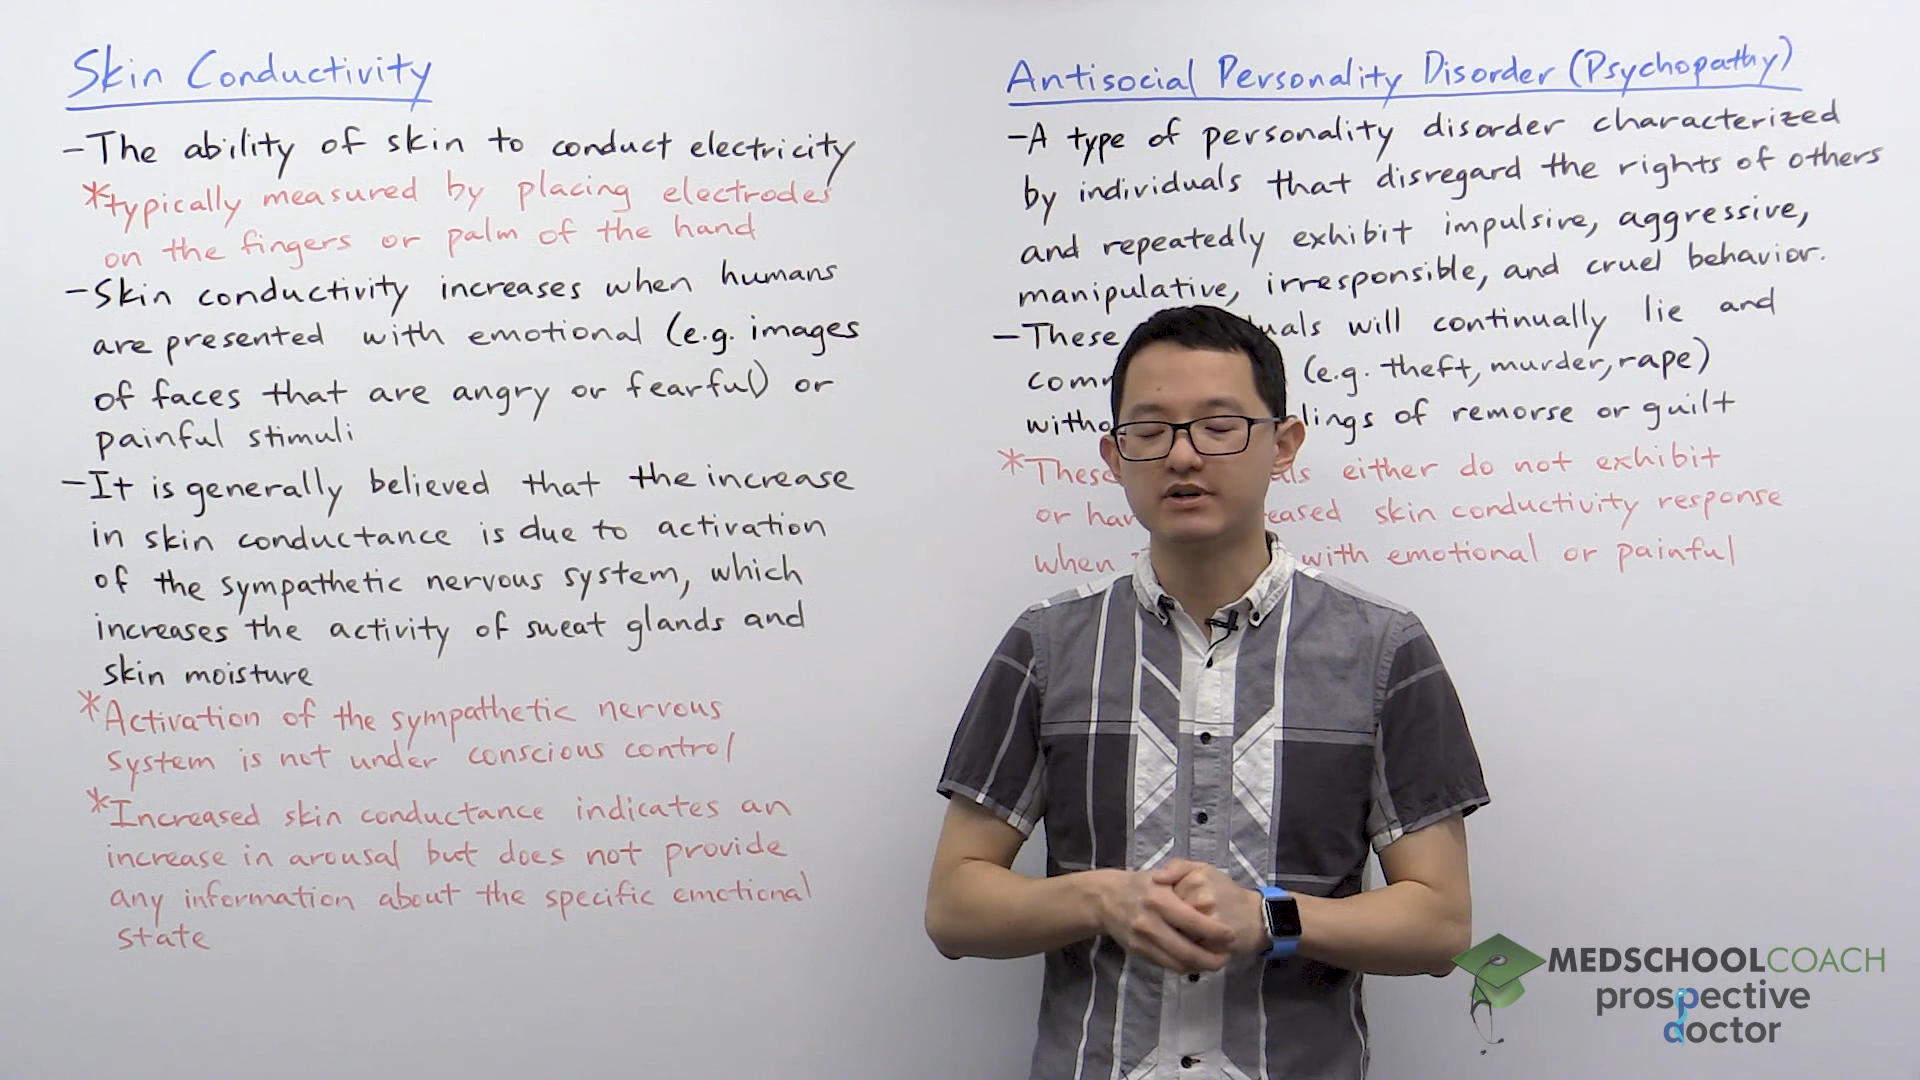 Skin Conductivity
-The ability of skin to conduct electricity
*typically measured by placing electrodes
on the fingers or palm of the hand
-Skin conductivity increases when humans
are presented with emotional (e.g. images
of faces that are angry or fearful) or
painful stimuli
-It is generally believed that the increase
in skin conductance is due to activation
of the sympathetic nervous system, which
increases the activity of sweat glands and
skin moisture
*Activation of the sympathetic nervous
system is not under conscious control
*Increased skin conductance indicates an
increase in arousal but does not provide
any information about the specific emotional
state
Antisocial Personality Disorder (Psychopathy)
-A type of personality disorder characterized
by individuals that disregard the rights of others
and repeatedly exhibit impulsive, aggressive,
manipulative, irresponsible, and cruel behavior.
-These will continually lie and
(e.g. theft, murder, rape)
of remorse or guilt
*These either do not exhibit
or skin conductivity response
when with emotional or painful
MEDSCHOOLCOACH
prospective
doctor